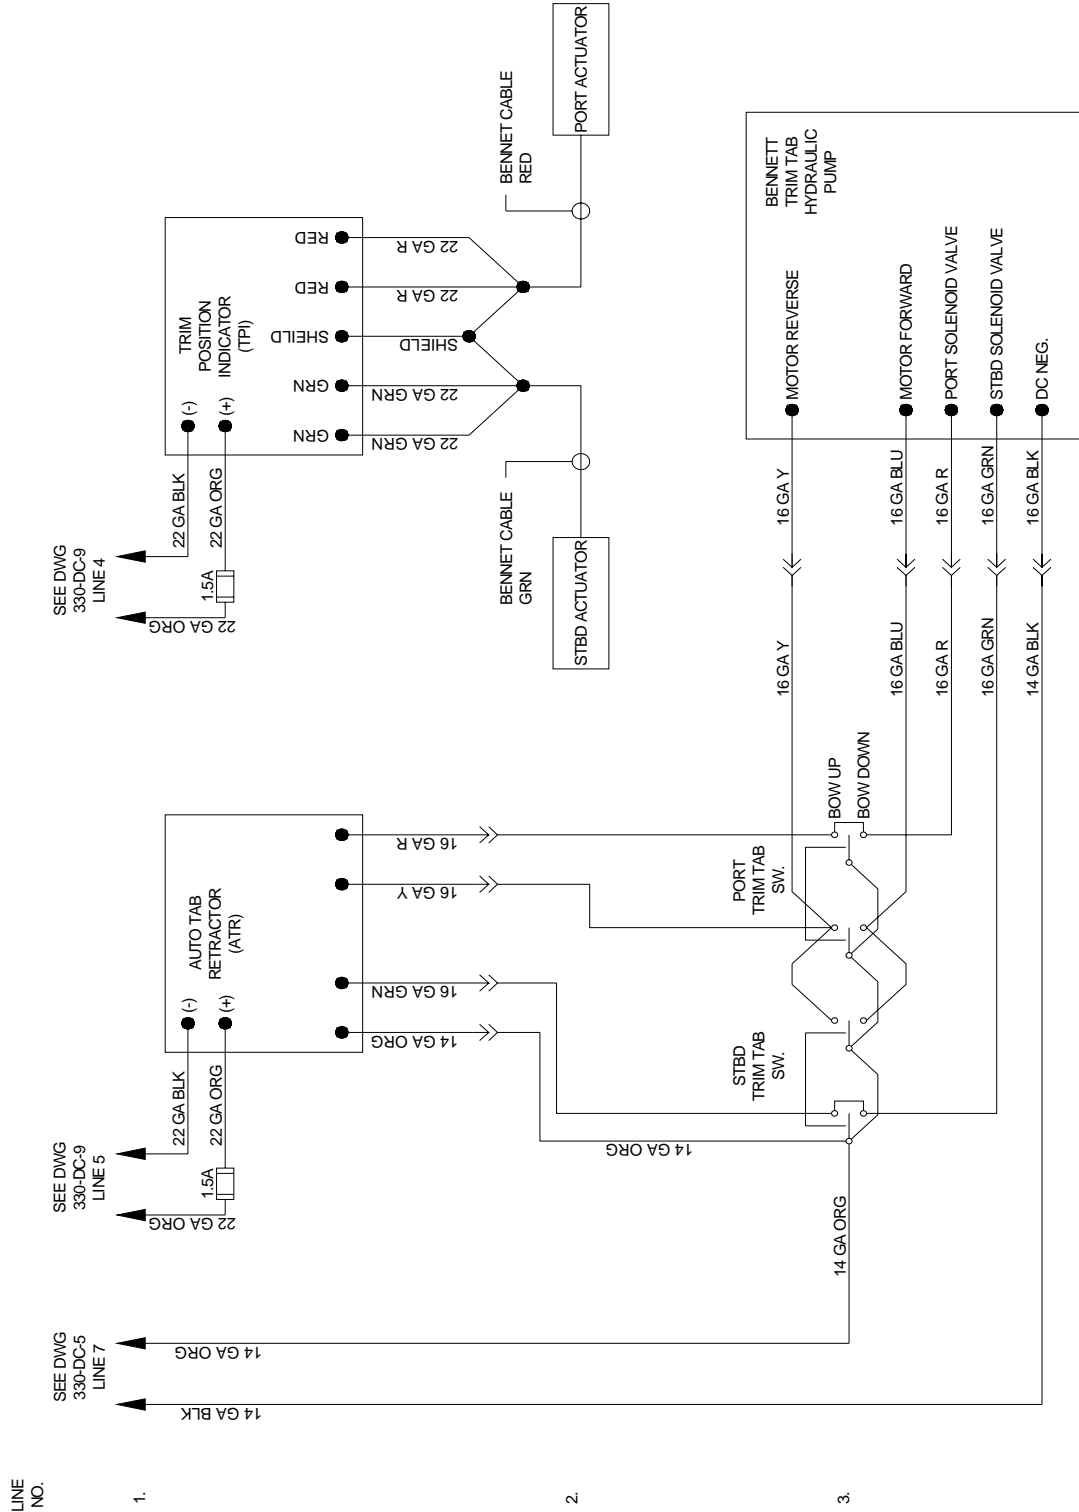 LINE
NO.
1.
2.
3.
SEE DWG
330-DC-5
LINE 7
14 GA BLK
14 GA ORG
14 GA ORG
SEE DWG
330-DC-9
LINE 5
22 GA ORG
1.5A
22 GA BLK
22 GA ORG
(-)
(+)
AUTO TAB
RETRACTOR
(ATR)
14 GA ORG
16 GA GRN
16 GA Y
16 GA R
14 GA ORG
STBD
TRIM TAB
SW.
PORT
TRIM TAB
SW.
BOW UP
BOW DOWN
SEE DWG
330-DC-9
LINE 4
22 GA ORG
1.5A
22 GA BLK
22 GA ORG
(-)
(+)
TRIM
POSITION
INDICATOR
(TPI)
GRN
GRN
SHEILD
RED
RED
22 GA GRN
22 GA GRN
SHIELD
22 GA R
22 GA R
BENNET CABLE
GRN
BENNET CABLE
RED
STBD ACTUATOR
PORT ACTUATOR
16 GA Y
16 GA BLU
16 GA R
16 GA GRN
14 GA BLK
16 GA Y
16 GA BLU
16 GA R
16 GA GRN
16 GA BLK
MOTOR REVERSE
MOTOR FORWARD
PORT SOLENOID VALVE
STBD SOLENOID VALVE
DC NEG.
BENNETT
TRIM TAB
HYDRAULIC
PUMP